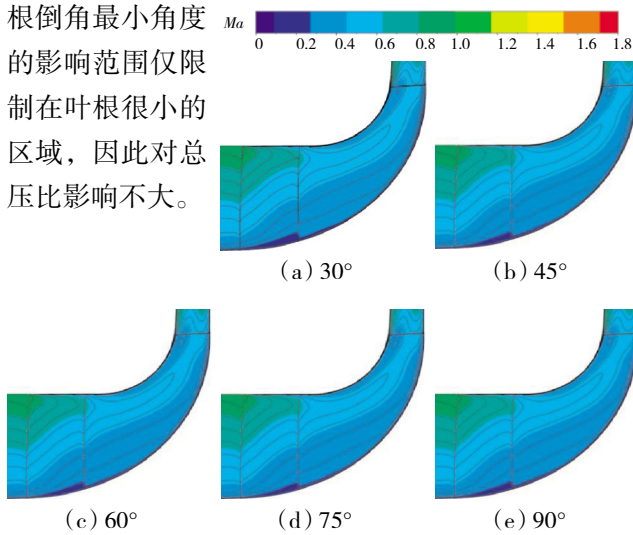 根倒角最小角度
的影响范围仅限
制在叶根很小的
区域，因此对总
压比影响不大。
Ma
0 0.2 0.4 0.6 0.8 1.0 1.2 1.4 1.6 1.8
(a) 30°
(b) 45°
(c) 60°
(d) 75°
(e) 90°